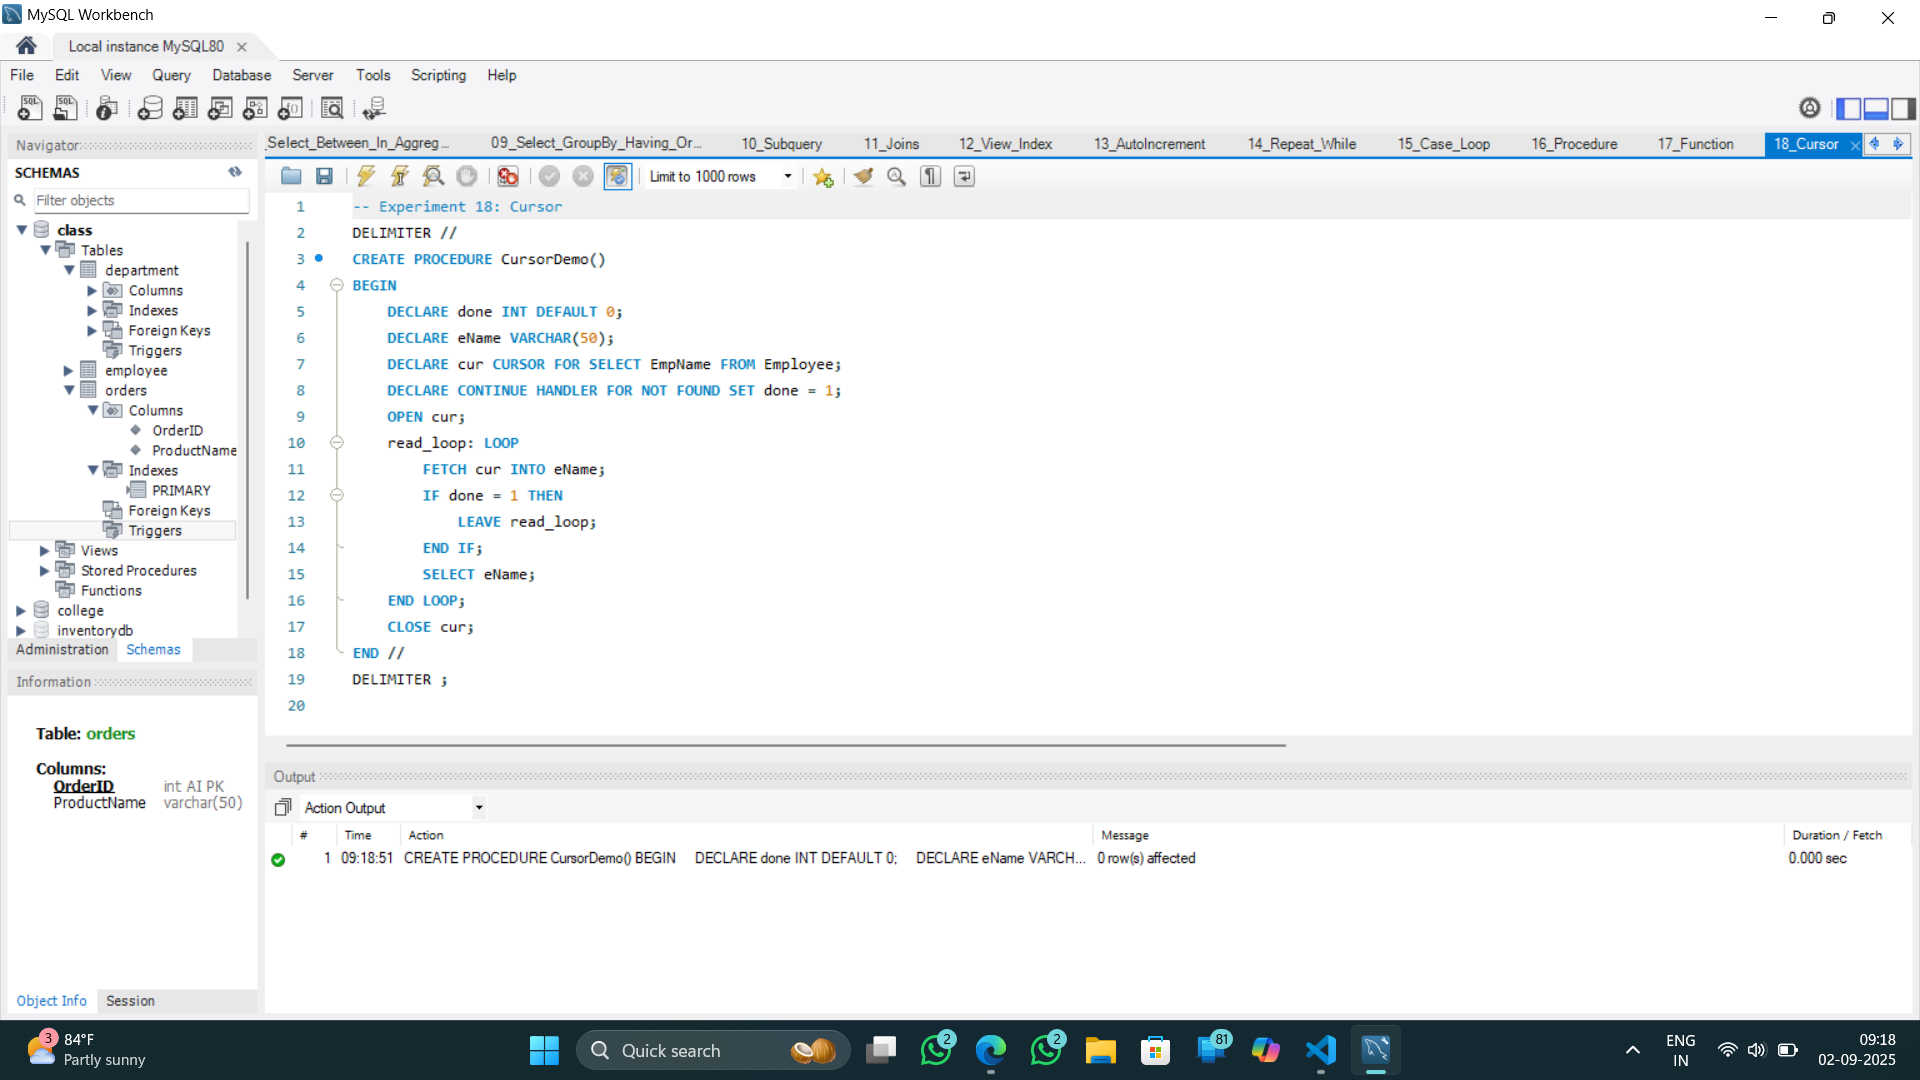 MySQL Workbench
Local instance MySQL80
File Edit View Query Database Server Tools Scripting Help
Navigator
SCHEMAS
Filter objects
class
Tables
department
Columns
Indexes
Foreign Keys
Triggers
employee
orders
Columns
OrderID
ProductName
Indexes
PRIMARY
Foreign Keys
Triggers
Views
Stored Procedures
Functions
college
inventorydb
Administration Schemas
Information
Table: orders
Columns:
OrderID int AI PK
ProductName varchar(50)
Object Info Session
_Select_Between_In_Aggreg... 09_Select_GroupBy_Having_Or... 10_Subquery 11_Joins 12_View_Index 13_AutoIncrement 14_Repeat_While 15_Case_Loop 16_Procedure 17_Function 18_Cursor
Limit to 1000 rows
1 -- Experiment 18: Cursor
2 DELIMITER //
3 CREATE PROCEDURE CursorDemo()
4 BEGIN
5 DECLARE done INT DEFAULT 0;
6 DECLARE eName VARCHAR(50);
7 DECLARE cur CURSOR FOR SELECT EmpName FROM Employee;
8 DECLARE CONTINUE HANDLER FOR NOT FOUND SET done = 1;
9 OPEN cur;
10 read_loop: LOOP
11 FETCH cur INTO eName;
12 IF done = 1 THEN
13 LEAVE read_loop;
14 END IF;
15 SELECT eName;
16 END LOOP;
17 CLOSE cur;
18 END //
19 DELIMITER ;
20
Output
Action Output
# Time Action Message Duration / Fetch
1 09:18:51 CREATE PROCEDURE CursorDemo() BEGIN DECLARE done INT DEFAULT 0; DECLARE eName VARCH... 0 row(s) affected 0.000 sec
3
84°F
Partly sunny
Quick search
2
2
81
ENG
IN
09:18
02-09-2025